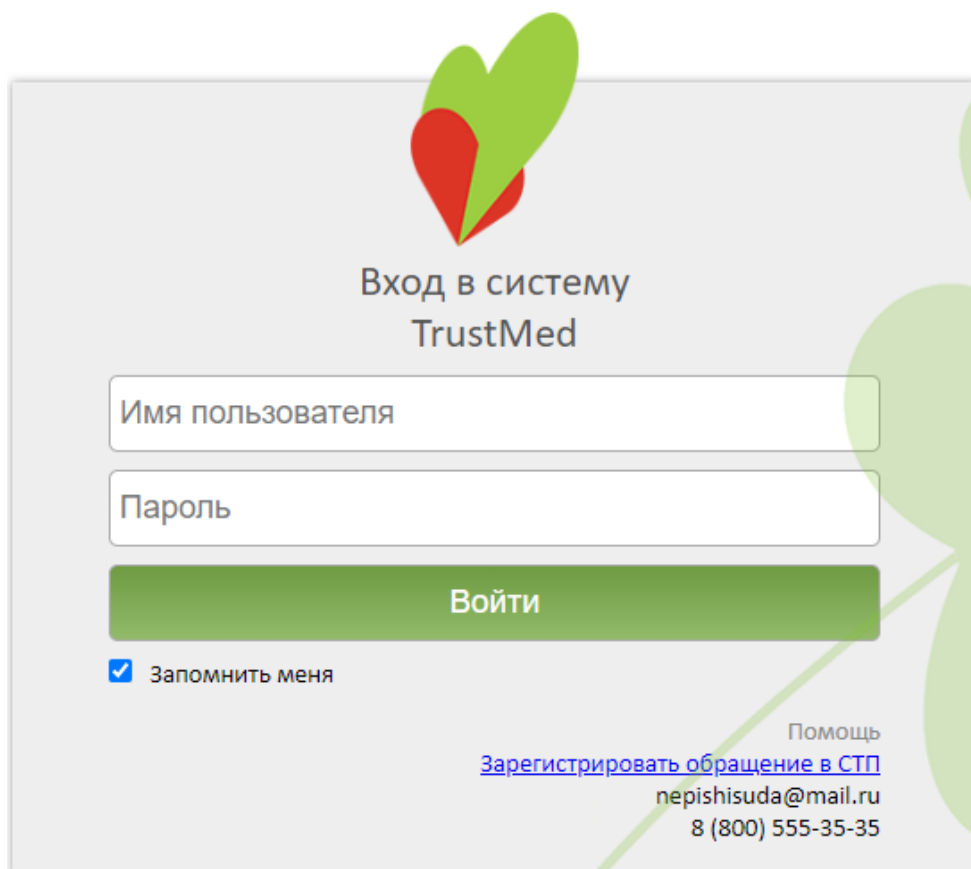 Вход в систему
TrustMed
Имя пользователя
Пароль
Войти
Запомнить меня
Помощь
Зарегистрировать обращение в СТП
nepishisuda@mail.ru
8 (800) 555-35-35